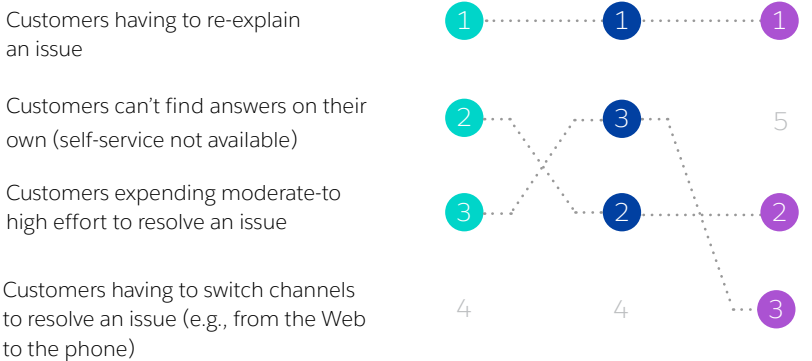 Customers having to re-explain
an issue
1 1 1
Customers can't find answers on their
own (self-service not available)
2 3 5
Customers expending moderate-to
high effort to resolve an issue
3 2 2
Customers having to switch channels
to resolve an issue (e.g., from the Web
to the phone)
4 4 3